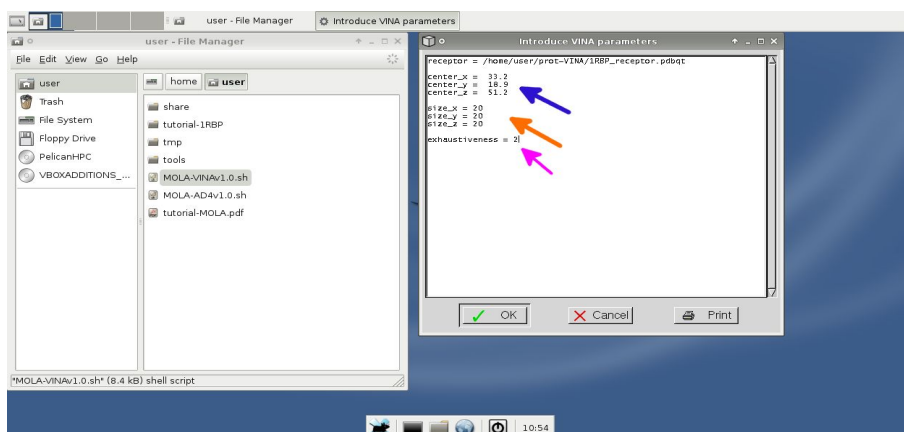 user - File Manager
Introduce VINA parameters
user - File Manager
File Edit View Go Help
user
Trash
File System
Floppy Drive
PelicanHPC
VBOXADDITIONS_...
home user
share
tutorial-1RBP
tmp
tools
MOLA-VINAv1.0.sh
MOLA-AD4v1.0.sh
tutorial-MOLA.pdf
"MOLA-VINAv1.0.sh" (8.4 kB) shell script
Introduce VINA parameters
receptor = /home/user/prot-VINA/1RBP_receptor.pdbqt
center_x = 33.2
center_y = 18.9
center_z = 51.2
size_x = 20
size_y = 20
size_z = 20
exhaustiveness = 2
OK Cancel Print
10:54